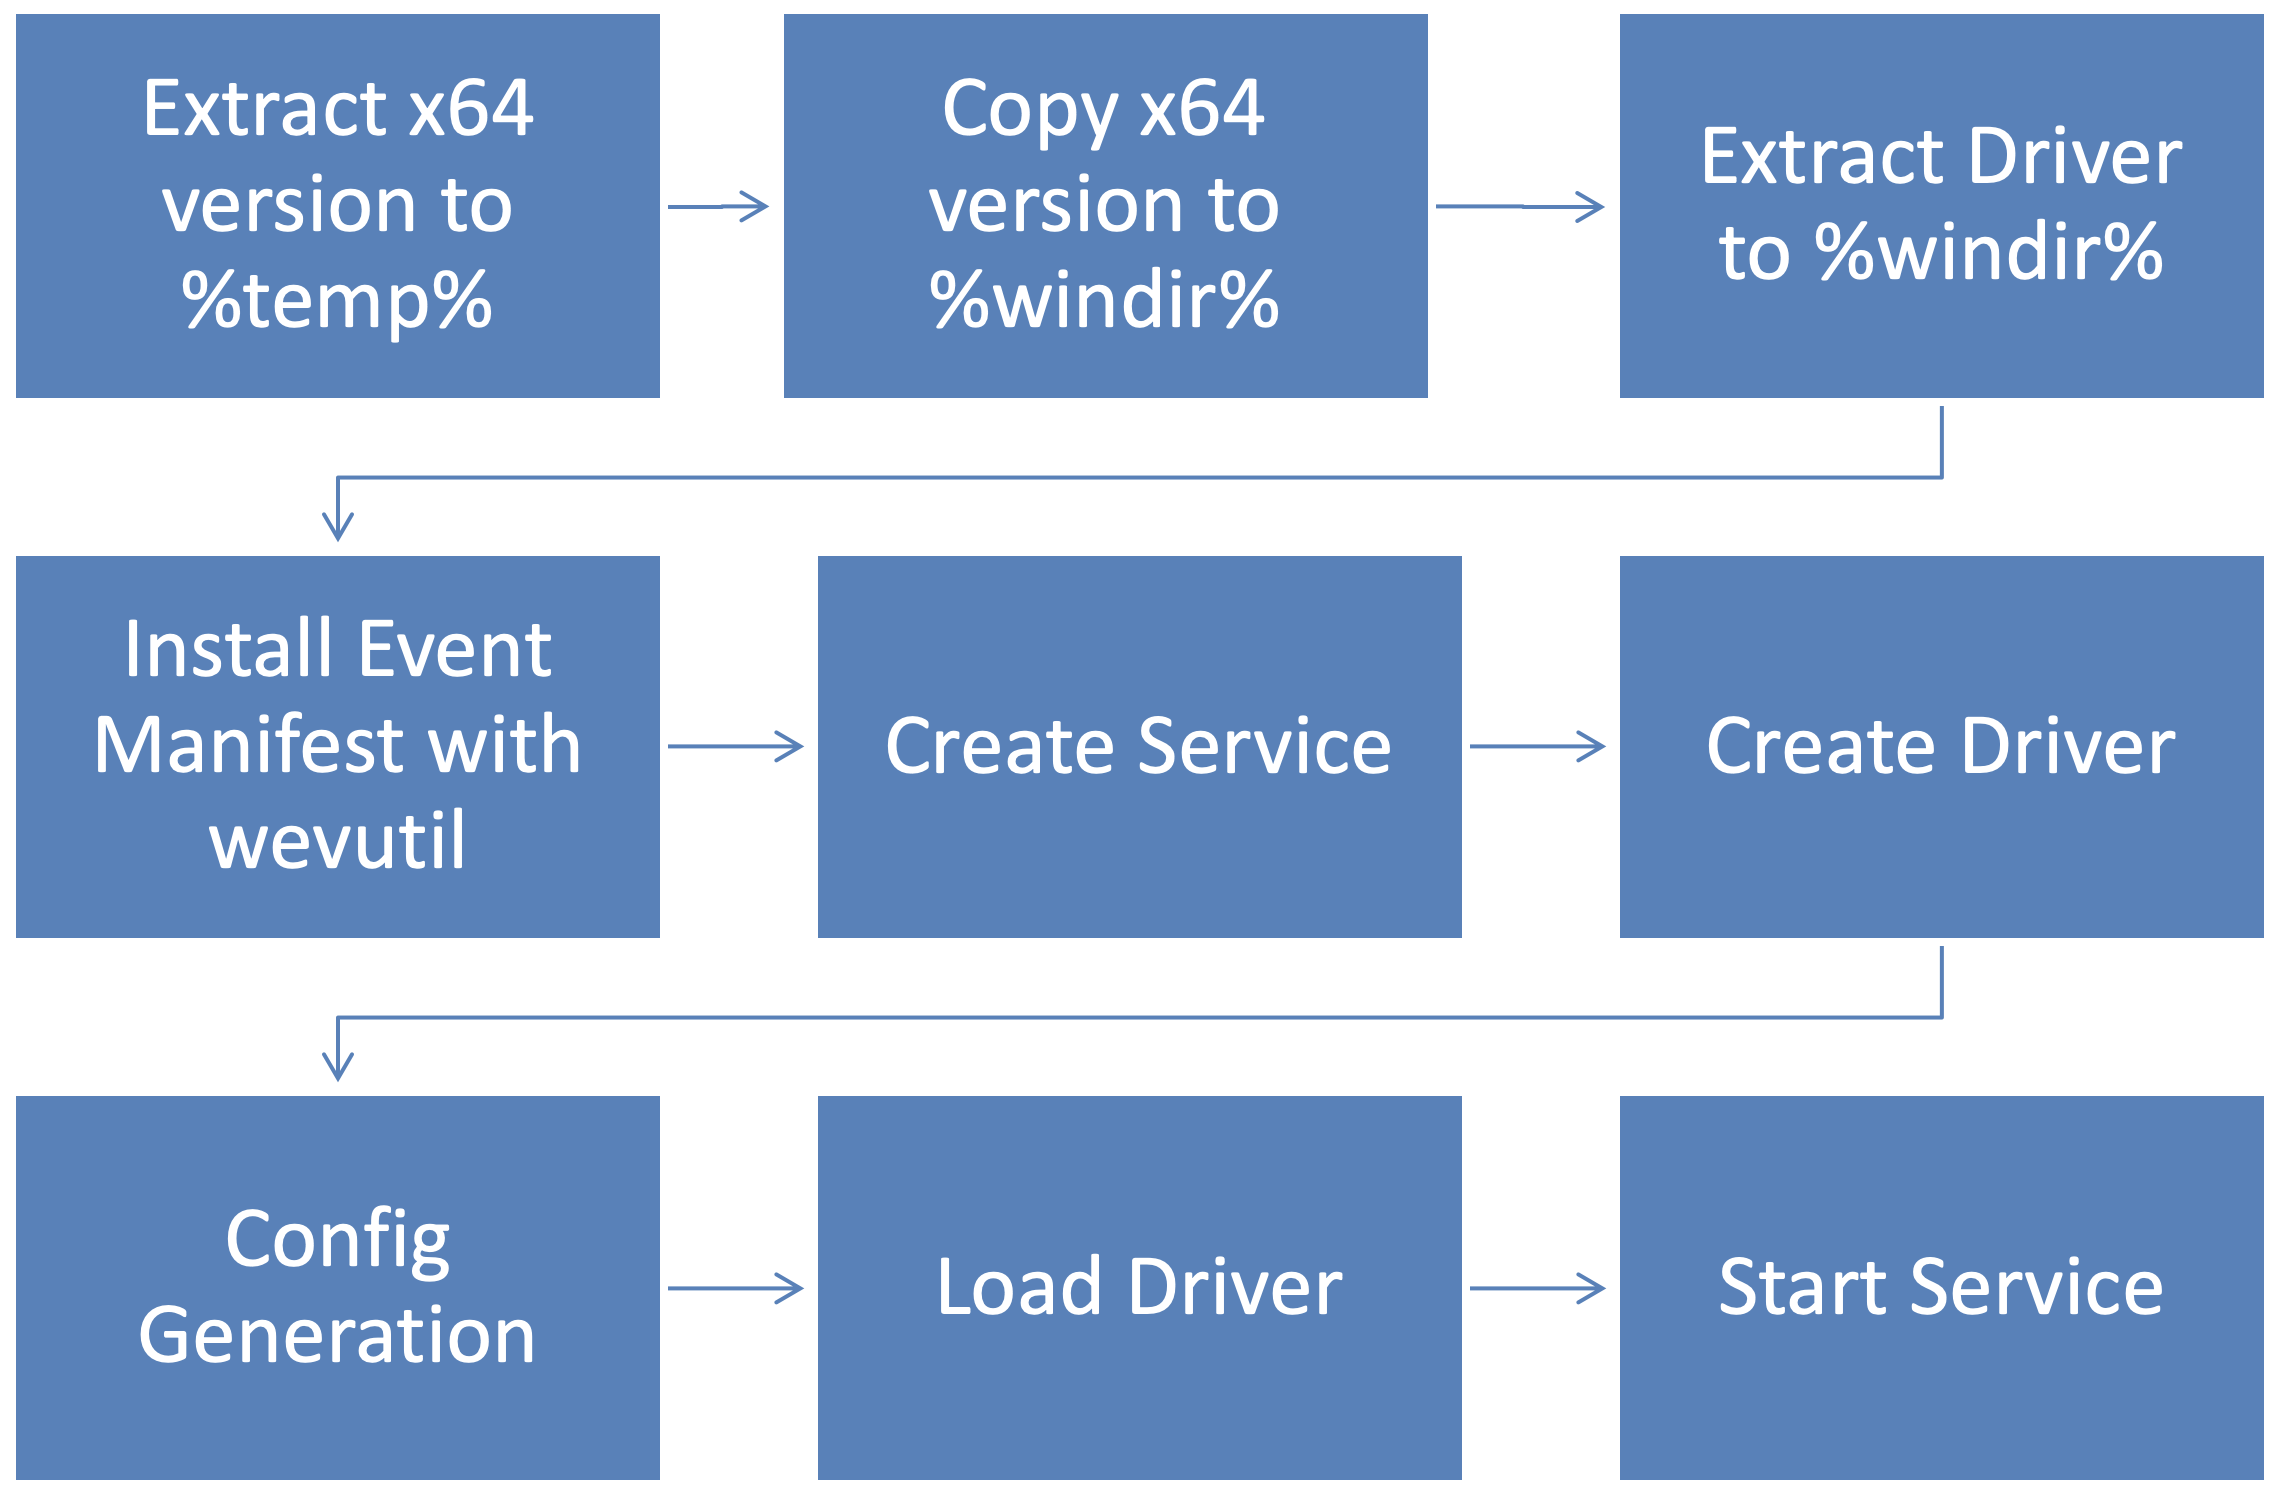 Extract x64
version to
%temp%
Copy x64
version to
%windir%
Extract Driver
to %windir%
Install Event
Manifest with
wevutil
Create Service
Create Driver
Config
Generation
Load Driver
Start Service